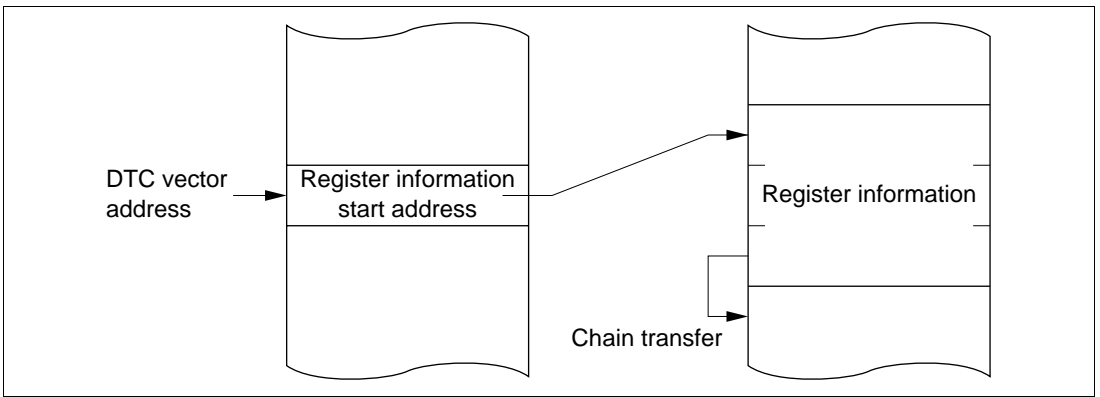 DTC vector
address
Register information
start address
Register information
Chain transfer